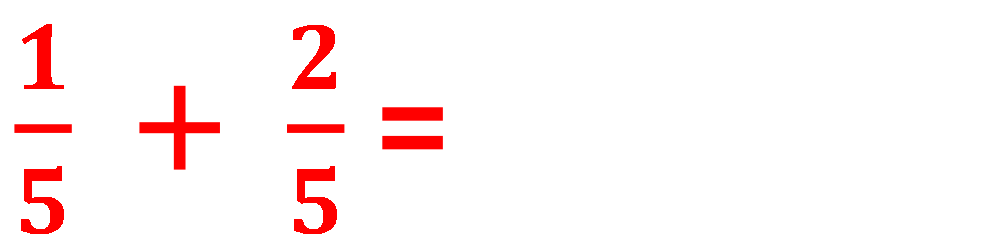 1/5 + 2/5 =